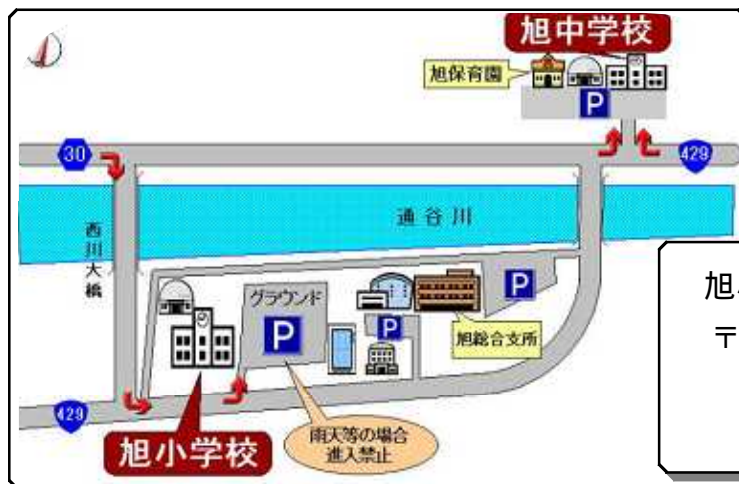 旭中学校
旭保育園
P
30
429
通谷川
西川大橋
グラウンド
P
P
P
旭総合支所
429
旭小学校
雨天等の場合
進入禁止
旭
〒